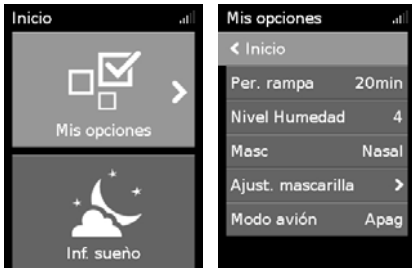 Inicio
Mis opciones
Inf. sueño
Mis opciones
Inicio
Per. rampa 20min
Nivel Humedad 4
Masc Nasal
Ajust. mascarilla
Modo avión Apag